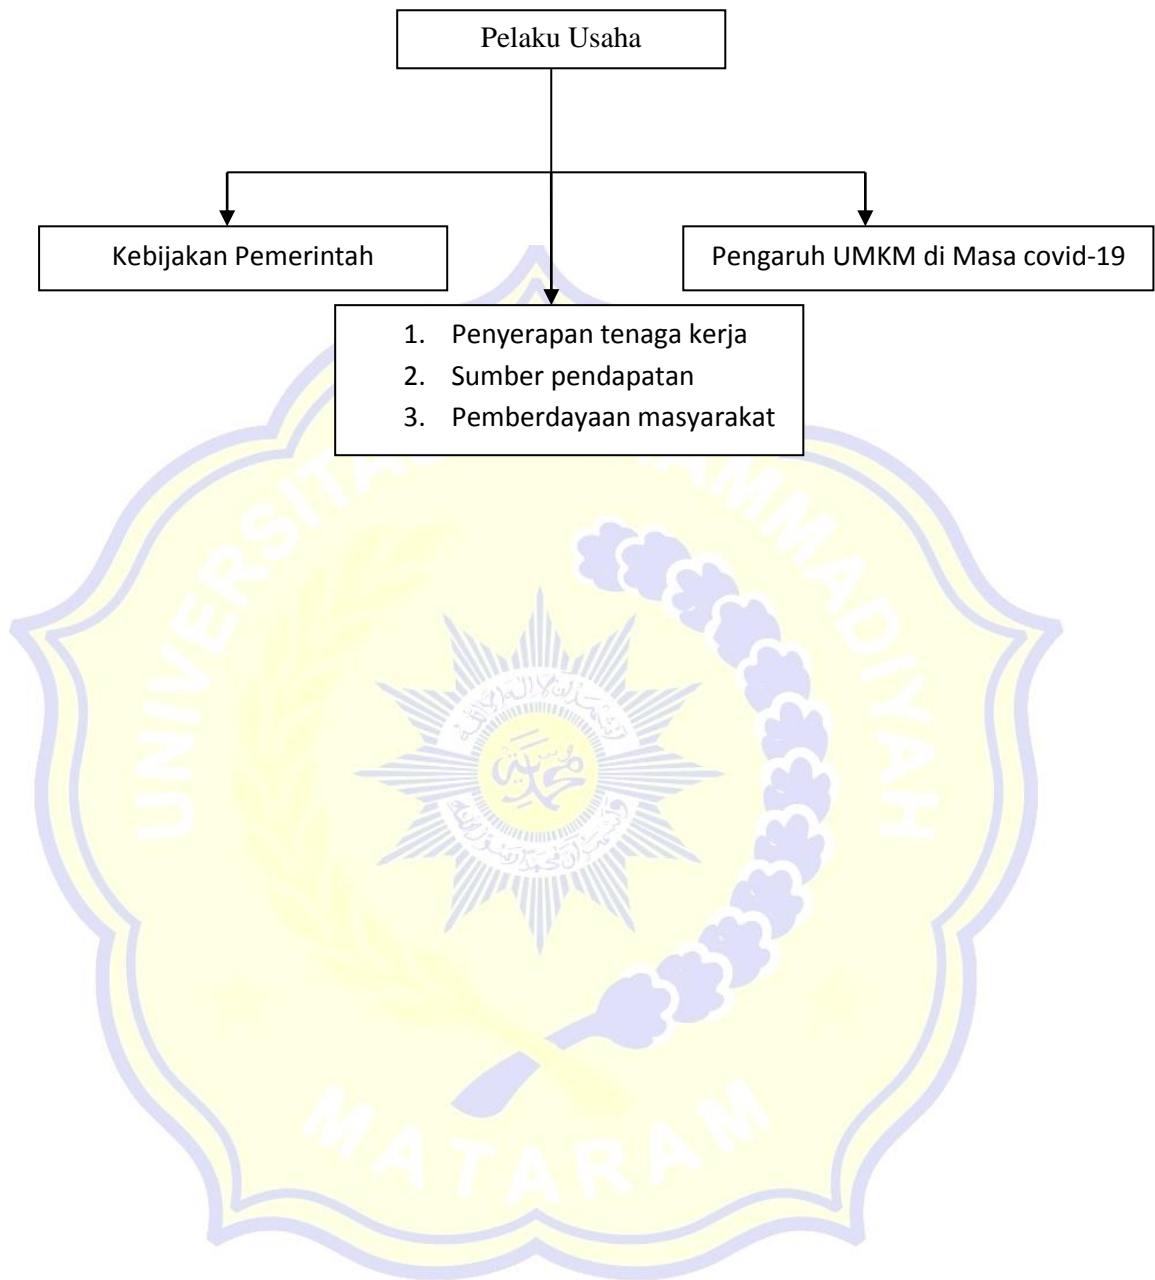 Pelaku Usaha
Kebijakan Pemerintah
Pengaruh UMKM di Masa covid-19
1. Penyerapan tenaga kerja
2. Sumber pendapatan
3. Pemberdayaan masyarakat
MATARAM